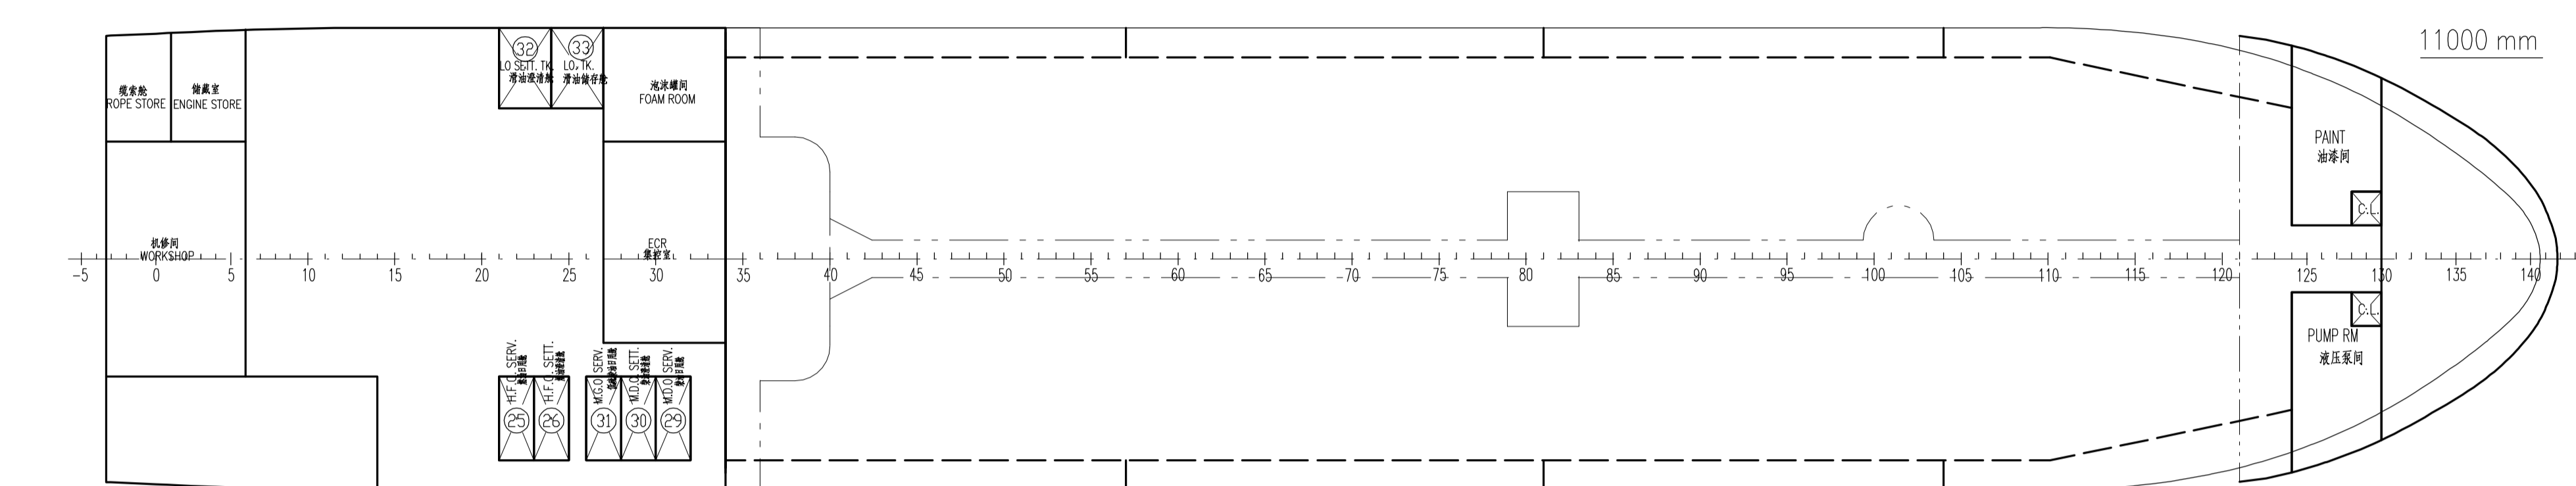 11000 mm
32
33
LO SETT. TK.
滑油澄清舱
LO, TK.
滑油储存舱
缆索舱
ROPE STORE
储藏室
ENGINE STORE
泡沫罐间
FOAM ROOM
PAINT
油漆间
C.L.
机修间
WORKSHOP
ECR
集控室
-5 0 5 10 15 20 25 30 35 40 45 50 55 60 65 70 75 80 85 90 95 100 105 110 115 120 125 130 135 140
C.L.
PUMP RM
液压泵间
H.F.O. SERV.
H.F.O. SETT.
M.G.O. SERV.
M.D.O. SETT.
M.D.O. SERV.
25
26
31
30
29